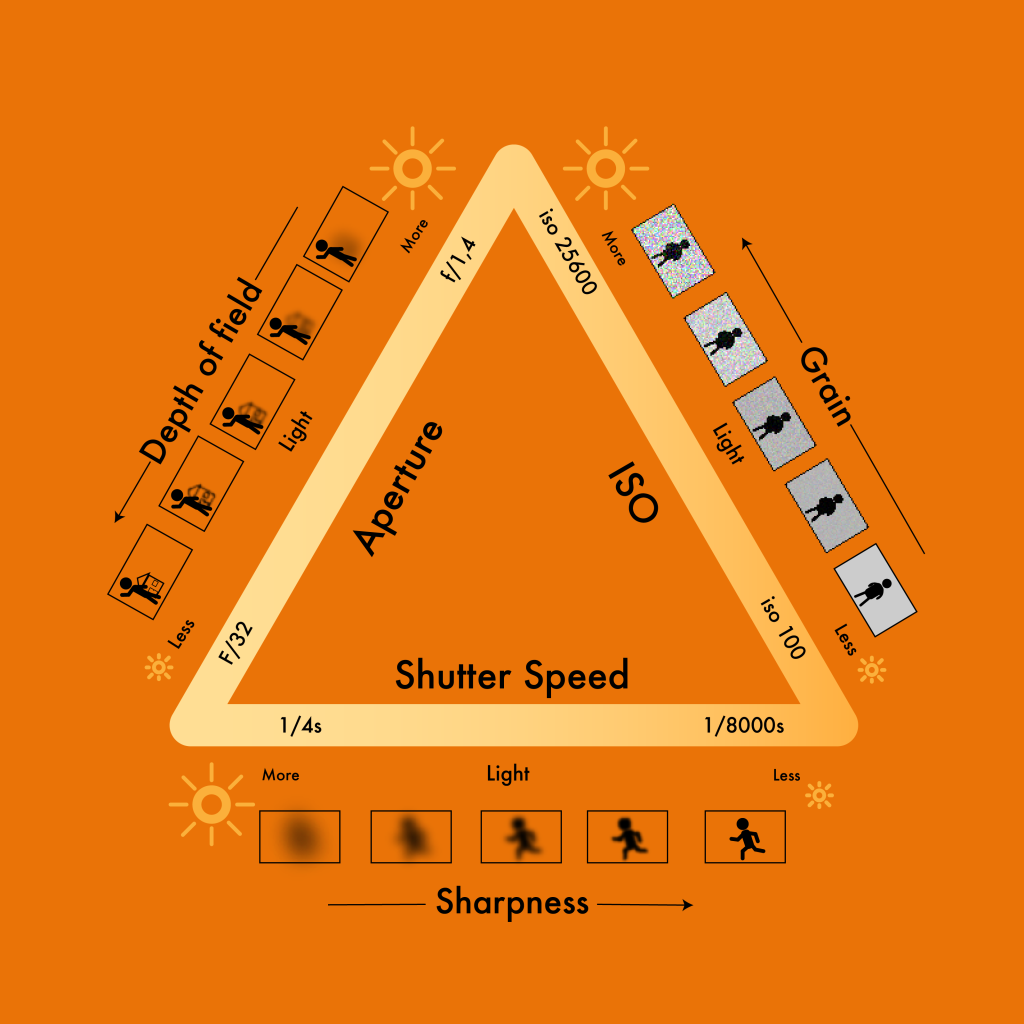 More
f/1,4
iso 25600
More
Depth of field
Light
Aperture
ISO
Light
Grain
Less
F/32
iso 100
Less
Shutter Speed
1/4s
1/8000s
More
Light
Less
Sharpness